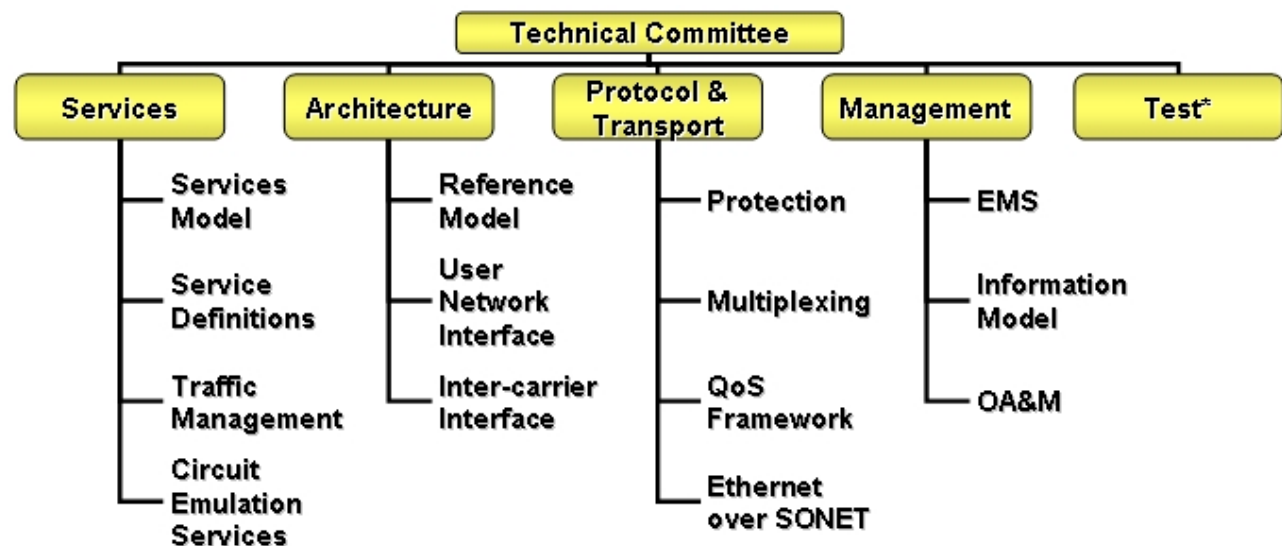 Technical Committee
Services
Architecture
Protocol &
Transport
Management
Test*
Services
Model
Service
Definitions
Traffic
Management
Circuit
Emulation
Services
Reference
Model
User
Network
Interface
Inter-carrier
Interface
Protection
Multiplexing
QoS
Framework
Ethernet
over SONET
EMS
Information
Model
OA&M